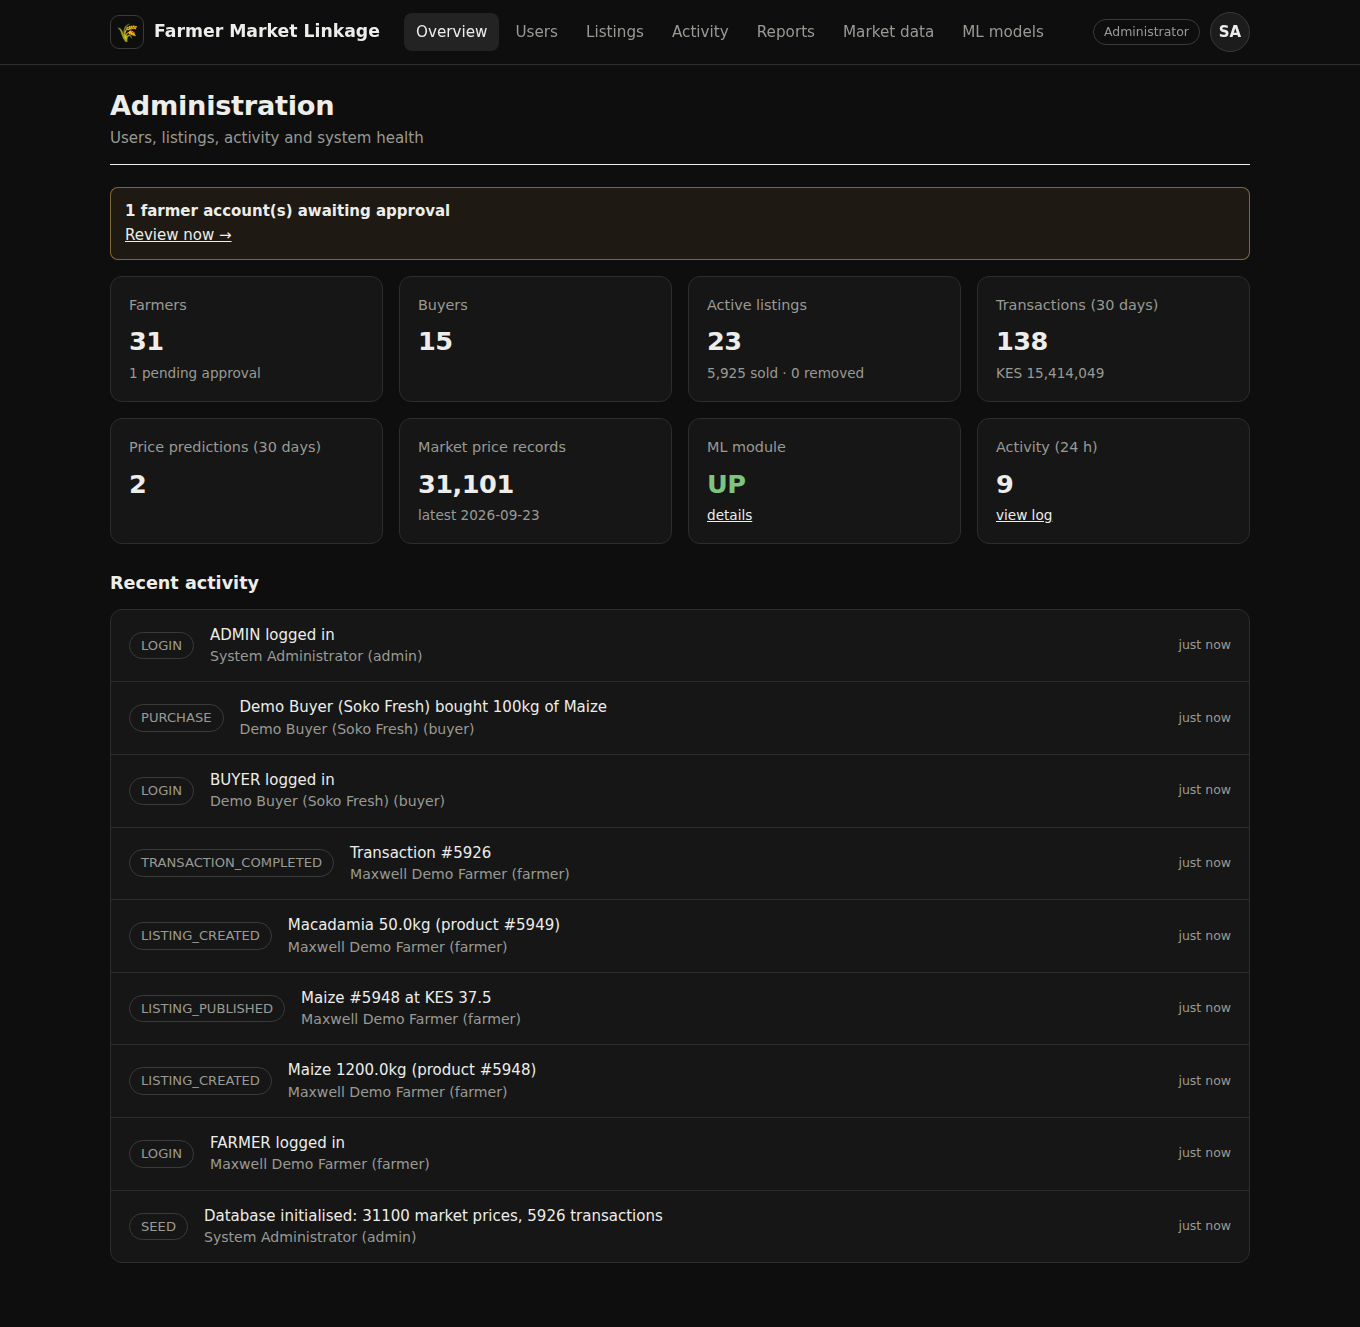 Farmer Market Linkage
Overview
Users
Listings
Activity
Reports
Market data
ML models
Administrator
SA
Administration
Users, listings, activity and system health
1 farmer account(s) awaiting approval
Review now →
Farmers
31
1 pending approval
Buyers
15
Active listings
23
5,925 sold · 0 removed
Transactions (30 days)
138
KES 15,414,049
Price predictions (30 days)
2
Market price records
31,101
latest 2026-09-23
ML module
UP
details
Activity (24 h)
9
view log
Recent activity
LOGIN
ADMIN logged in
System Administrator (admin)
just now
PURCHASE
Demo Buyer (Soko Fresh) bought 100kg of Maize
Demo Buyer (Soko Fresh) (buyer)
just now
LOGIN
BUYER logged in
Demo Buyer (Soko Fresh) (buyer)
just now
TRANSACTION_COMPLETED
Transaction #5926
Maxwell Demo Farmer (farmer)
just now
LISTING_CREATED
Macadamia 50.0kg (product #5949)
Maxwell Demo Farmer (farmer)
just now
LISTING_PUBLISHED
Maize #5948 at KES 37.5
Maxwell Demo Farmer (farmer)
just now
LISTING_CREATED
Maize 1200.0kg (product #5948)
Maxwell Demo Farmer (farmer)
just now
LOGIN
FARMER logged in
Maxwell Demo Farmer (farmer)
just now
SEED
Database initialised: 31100 market prices, 5926 transactions
System Administrator (admin)
just now